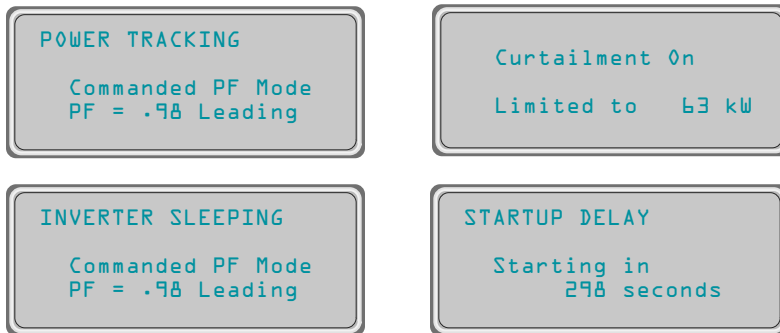 POWER TRACKING
Commanded PF Mode
PF = .98 Leading
Curtailment On
Limited to 63 kW
INVERTER SLEEPING
Commanded PF Mode
PF = .98 Leading
STARTUP DELAY
Starting in
298 seconds